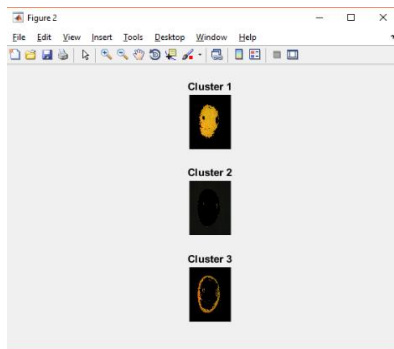 Figure 2
File Edit View Insert Tools Desktop Window Help
Cluster 1
Cluster 2
Cluster 3